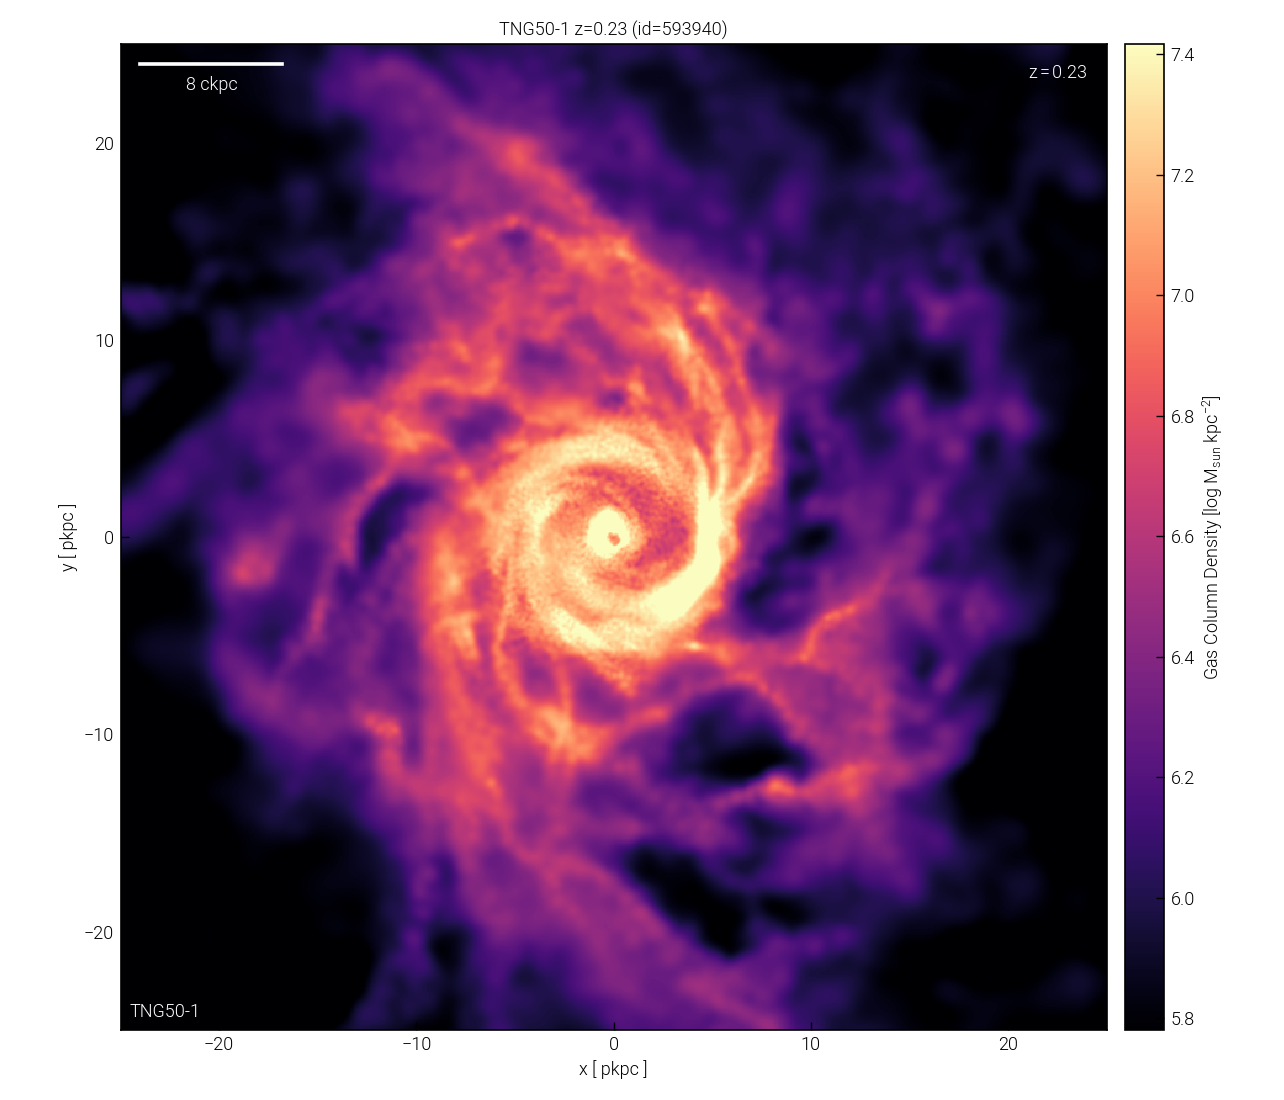 TNG50-1 z=0.23 (id=593940)
8 ckpc
z=0.23
TNG50-1
y [ pkpc ]
20
10
0
−10
−20
−20
−10
0
10
20
x [ pkpc ]
7.4
7.2
7.0
6.8
6.6
6.4
6.2
6.0
5.8
Gas Column Density [log M_sun kpc^−2]